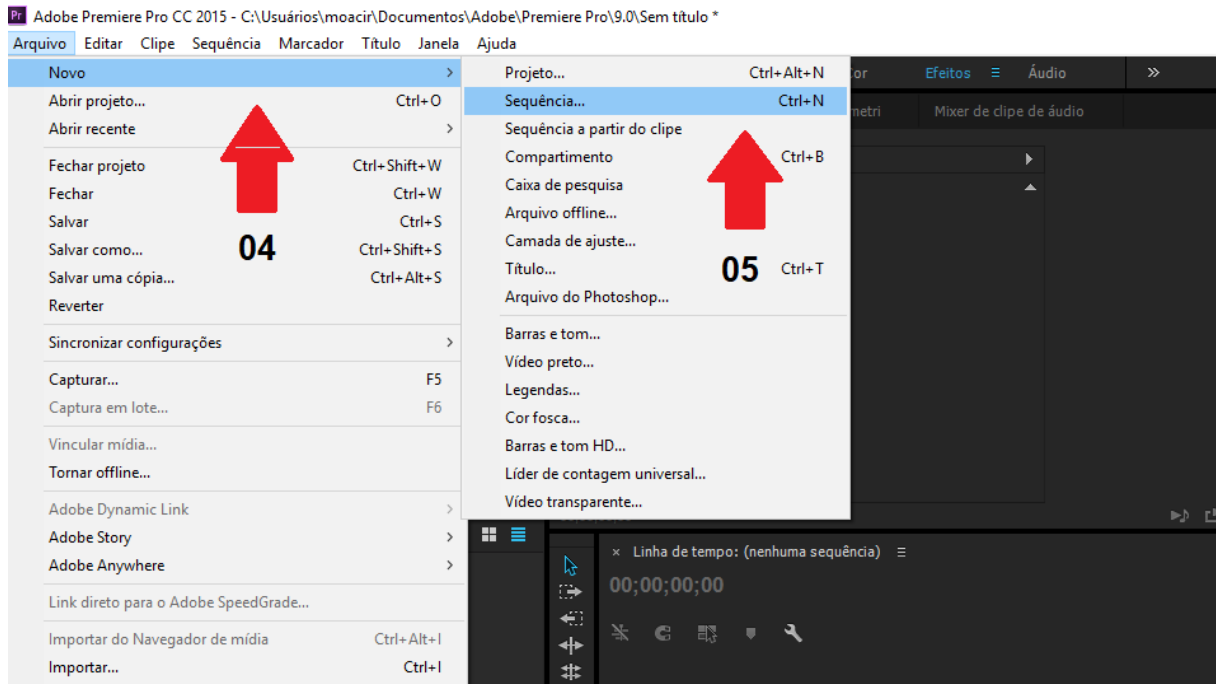 Pr Adobe Premiere Pro CC 2015 - C:\Usuários\moacir\Documentos\Adobe\Premiere Pro\9.0\Sem título *
Arquivo Editar Clipe Sequência Marcador Título Janela Ajuda
Novo
Abrir projeto... Ctrl+O
Abrir recente
Fechar projeto Ctrl+Shift+W
Fechar Ctrl+W
Salvar Ctrl+S
Salvar como... Ctrl+Shift+S
Salvar uma cópia... Ctrl+Alt+S
Reverter
04
Sincronizar configurações
Capturar... F5
Captura em lote... F6
Vincular mídia...
Tornar offline...
Adobe Dynamic Link
Adobe Story
Adobe Anywhere
Link direto para o Adobe SpeedGrade...
Importar do Navegador de mídia Ctrl+Alt+I
Importar... Ctrl+I
Projeto... Ctrl+Alt+N
Sequência... Ctrl+N
Sequência a partir do clipe
Compartimento Ctrl+B
Caixa de pesquisa
Arquivo offline...
Camada de ajuste...
Título... Ctrl+T
05
Arquivo do Photoshop...
Barras e tom...
Vídeo preto...
Legendas...
Cor fosca...
Barras e tom HD...
Líder de contagem universal...
Vídeo transparente...
or Efeitos Áudio
metri Mixer de clipe de áudio
× Linha de tempo: (nenhuma sequência)
00;00;00;00